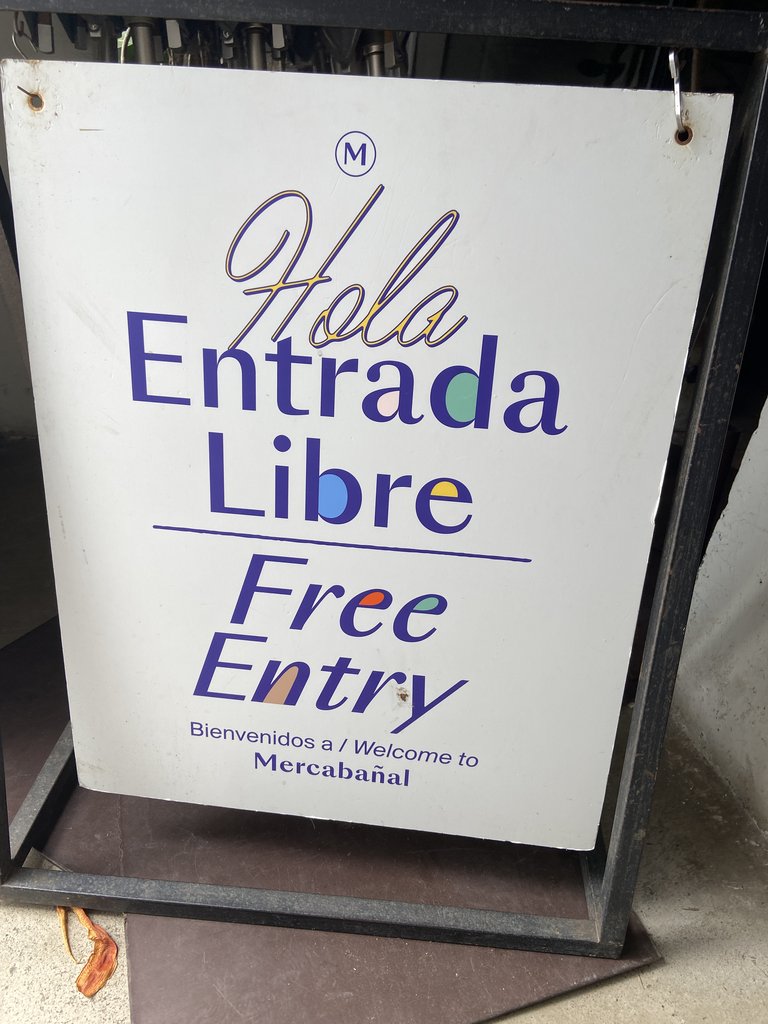 M
Hola
Entrada
Libre
Free
Entry
Bienvenidos a / Welcome to
Mercabañal